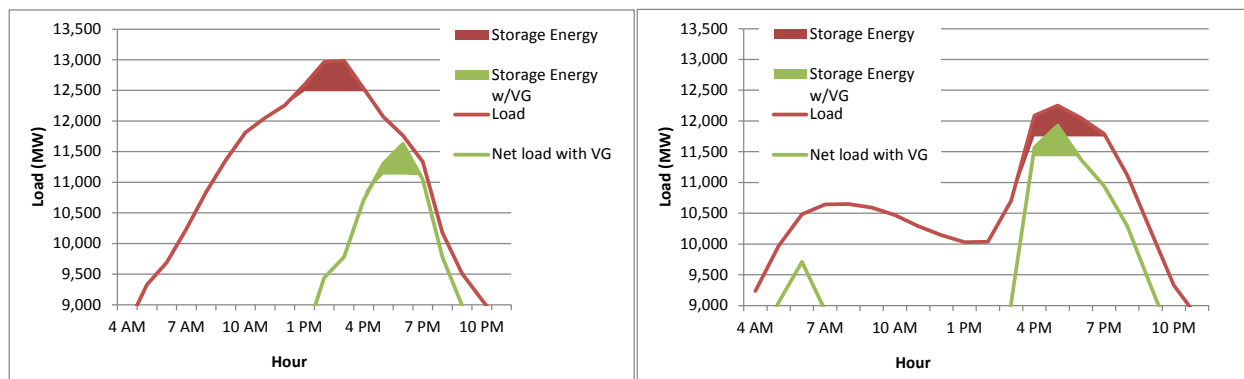 13,500
13,000
12,500
12,000
11,500
11,000
10,500
10,000
9,500
9,000
Load (MW)
4 AM 7 AM 10 AM 1 PM 4 PM 7 PM 10 PM
Hour
Storage Energy
Storage Energy
w/VG
Load
Net load with VG
13,500
13,000
12,500
12,000
11,500
11,000
10,500
10,000
9,500
9,000
Load (MW)
4 AM 7 AM 10 AM 1 PM 4 PM 7 PM 10 PM
Hour
Storage Energy
Storage Energy
w/VG
Load
Net load with VG